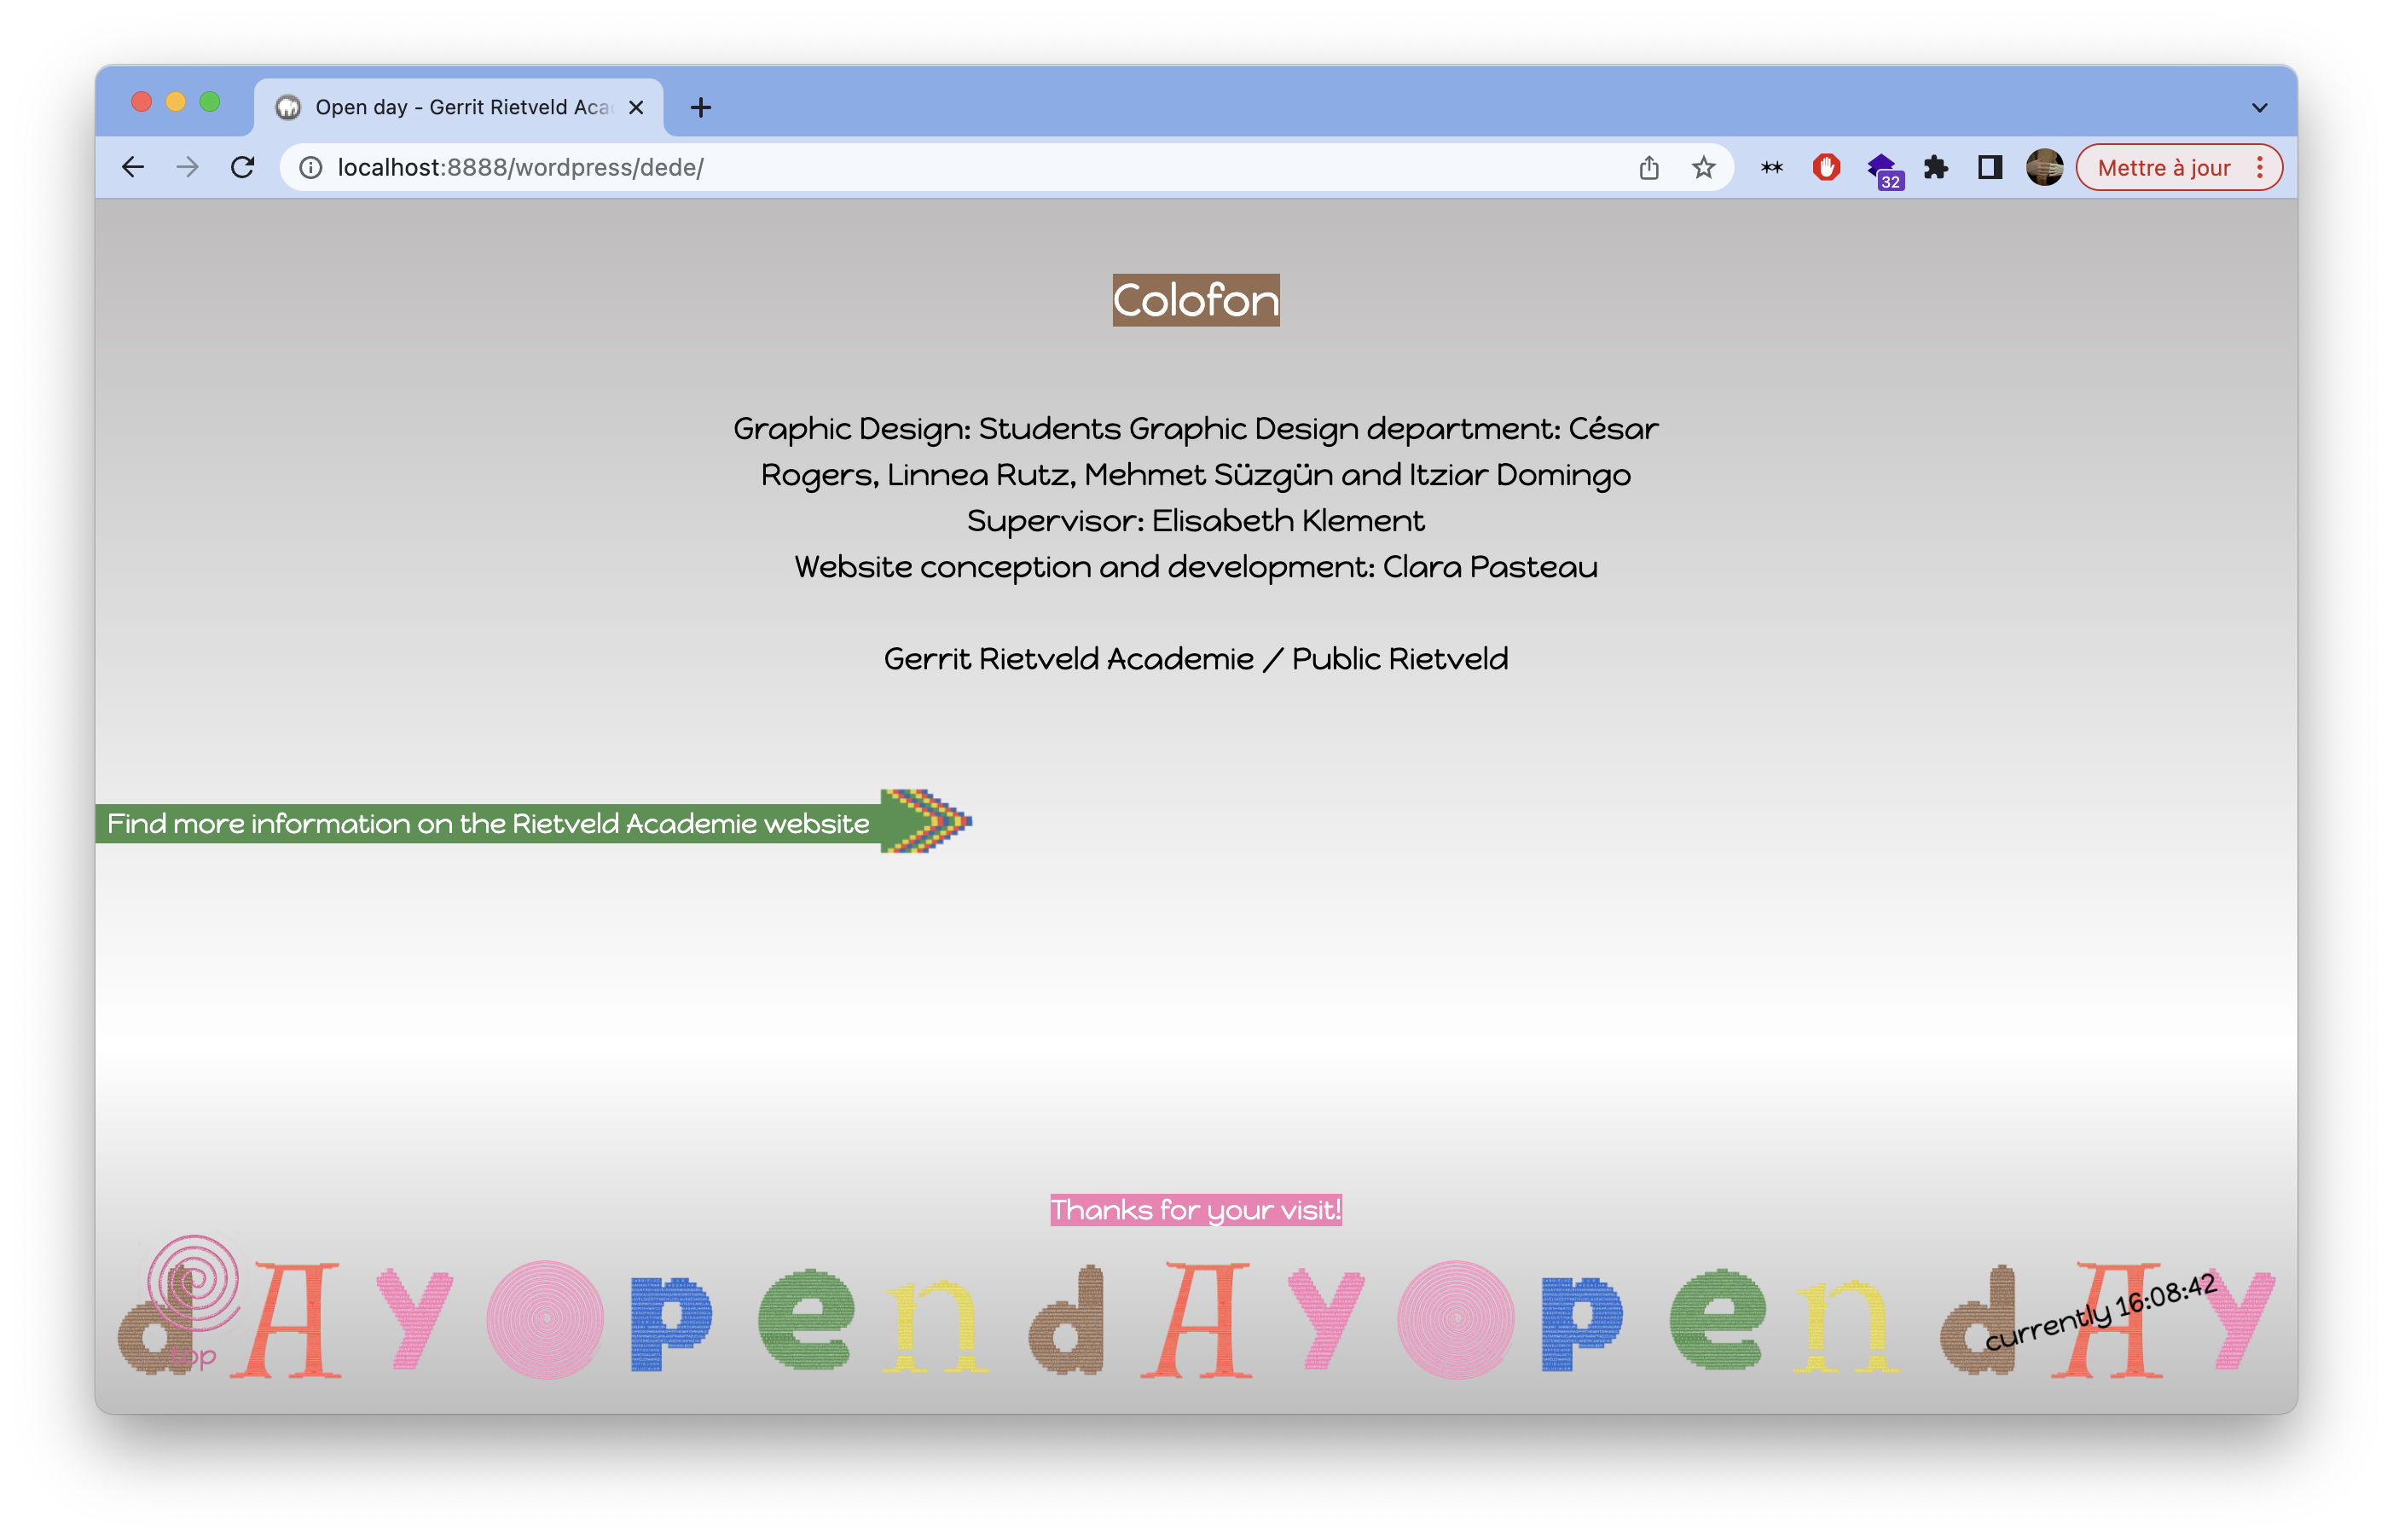 Open day - Gerrit Rietveld Aca
localhost:8888/wordpress/dede/
32
Mettre à jour
Colofon
Graphic Design: Students Graphic Design department: César
Rogers, Linnea Rutz, Mehmet Süzgün and Itziar Domingo
Supervisor: Elisabeth Klement
Website conception and development: Clara Pasteau
Gerrit Rietveld Academie / Public Rietveld
Find more information on the Rietveld Academie website
Thanks for your visit!
dAyopendAyopendAy
top
currently 16:08:42